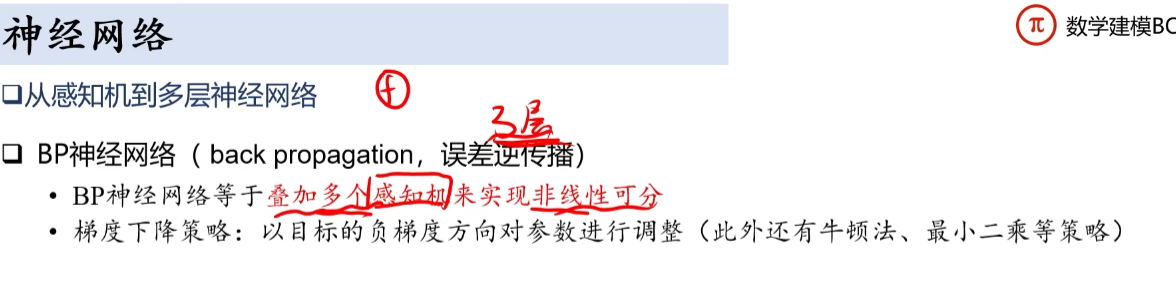 神经网络
π 数学建模BO
□从感知机到多层神经网络
f
3层
□ BP神经网络（back propagation，误差逆传播）
• BP神经网络等于叠加多个感知机来实现非线性可分
• 梯度下降策略：以目标的负梯度方向对参数进行调整（此外还有牛顿法、最小二乘等策略）